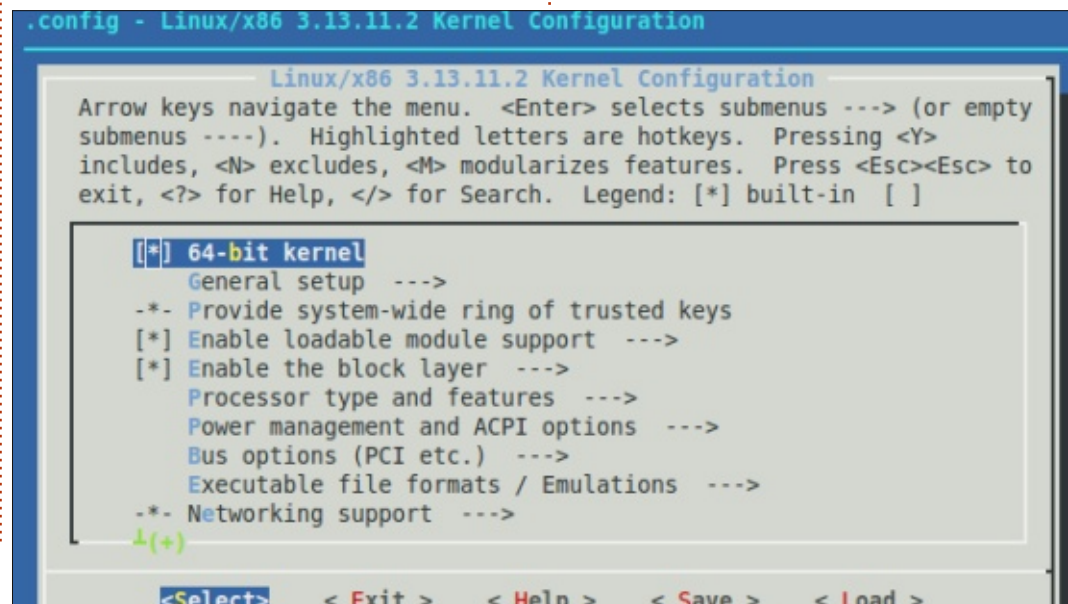 .config - Linux/x86 3.13.11.2 Kernel Configuration
Linux/x86 3.13.11.2 Kernel Configuration
Arrow keys navigate the menu.  <Enter> selects submenus ---> (or empty
submenus ----).  Highlighted letters are hotkeys.  Pressing <Y>
includes, <N> excludes, <M> modularizes features.  Press <Esc><Esc> to
exit, <?> for Help, </> for Search.  Legend: [*] built-in  [ ]
[*] 64-bit kernel
General setup  --->
-*- Provide system-wide ring of trusted keys
[*] Enable loadable module support  --->
[*] Enable the block layer  --->
Processor type and features  --->
Power management and ACPI options  --->
Bus options (PCI etc.)  --->
Executable file formats / Emulations  --->
-*- Networking support  --->
┴(+)
<Select>    < Exit >    < Help >    < Save >    < Load >